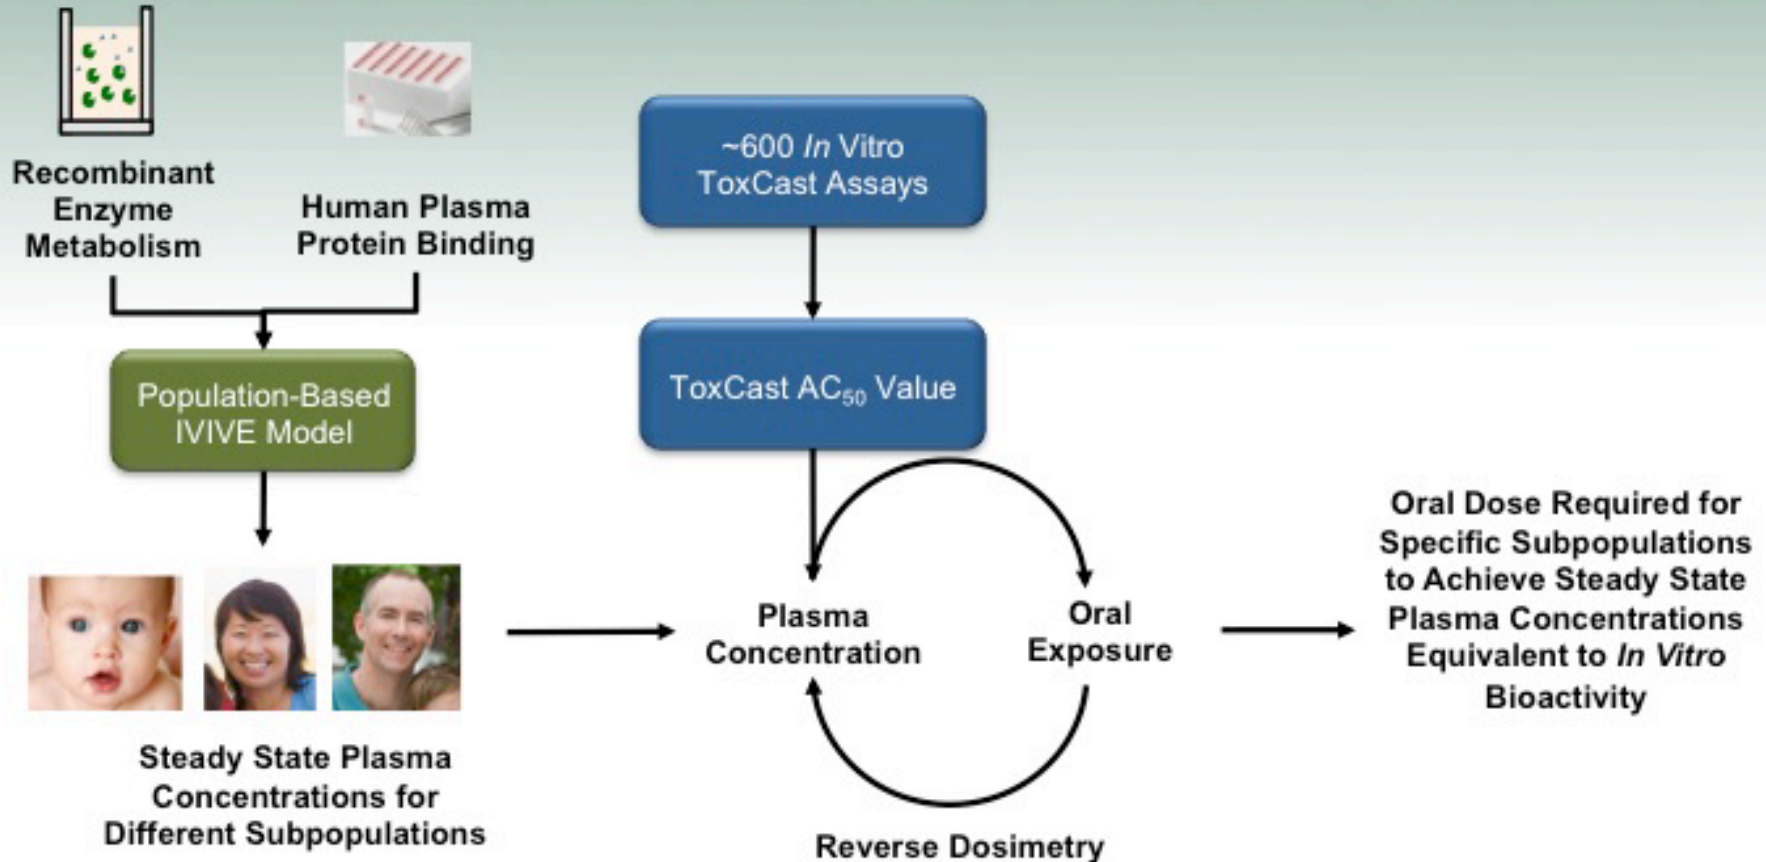 Recombinant
Enzyme
Metabolism
Human Plasma
Protein Binding
~600 In Vitro
ToxCast Assays
Population-Based
IVIVE Model
ToxCast AC₅₀ Value
Steady State Plasma
Concentrations for
Different Subpopulations
Plasma
Concentration
Oral
Exposure
Reverse Dosimetry
Oral Dose Required for
Specific Subpopulations
to Achieve Steady State
Plasma Concentrations
Equivalent to In Vitro
Bioactivity